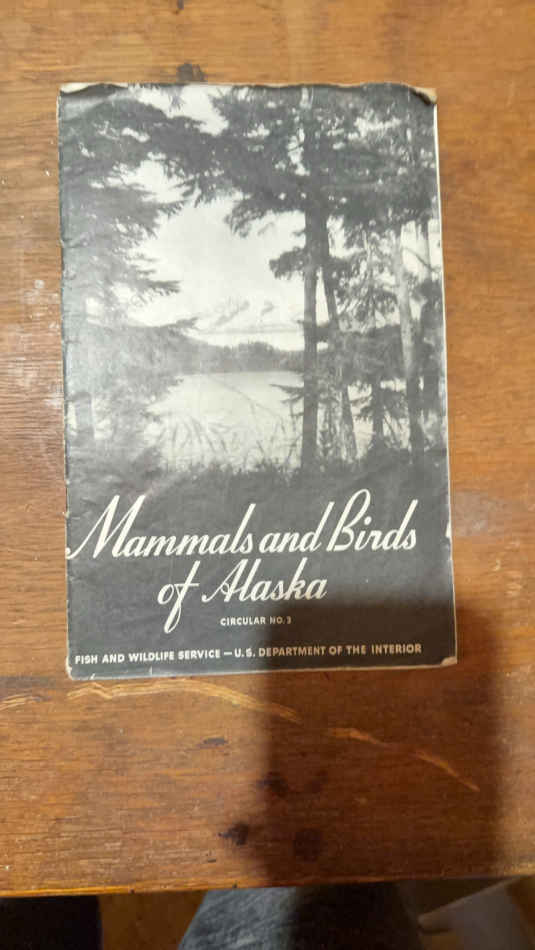 Mammals and Birds
of Alaska
CIRCULAR NO. 3
FISH AND WILDLIFE SERVICE — U.S. DEPARTMENT OF THE INTERIOR